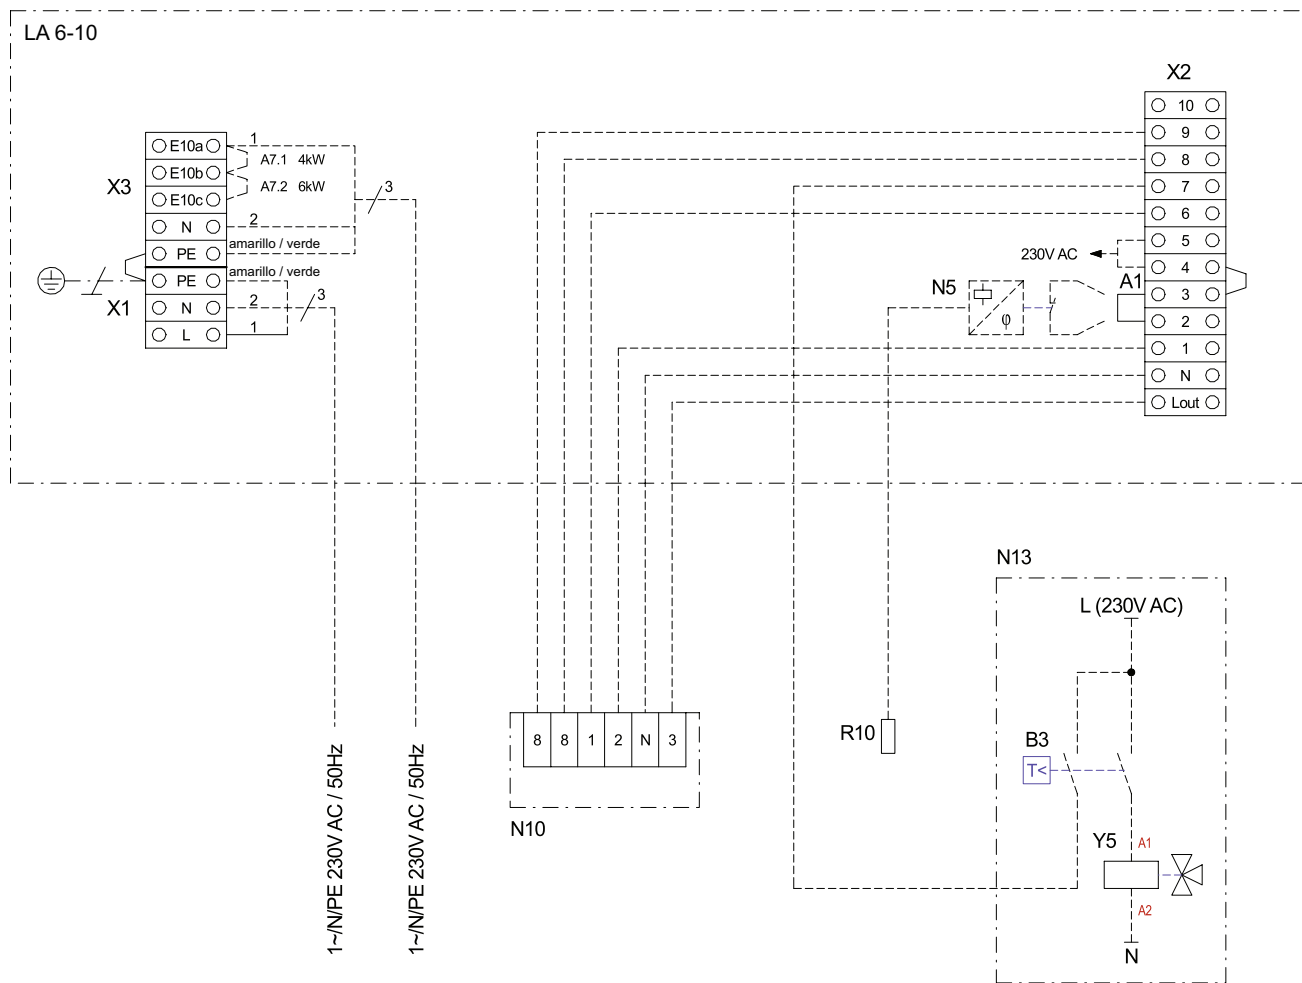 LA 6-10
X2
10
9
8
7
6
5
4
3
2
1
N
Lout
230V AC
A1
N5
φ
X3
E10a
E10b
E10c
N
PE
1
A7.1 4kW
A7.2 6kW
3
2
amarillo / verde
X1
PE
N
L
amarillo / verde
2
3
1
1~/N/PE 230V AC / 50Hz
1~/N/PE 230V AC / 50Hz
8 8 1 2 N 3
N10
R10
N13
L (230V AC)
B3
T<
Y5
A1
A2
N